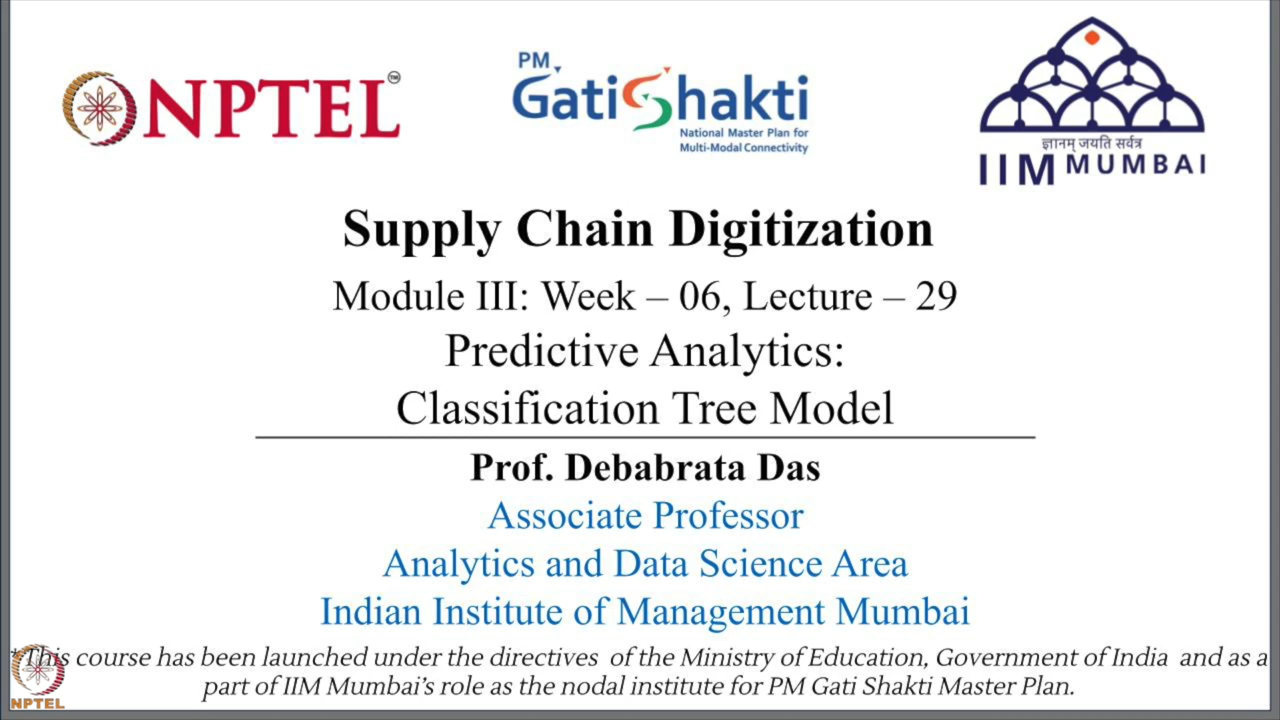 NPTEL™
PM
GatiShakti
National Master Plan for
Multi-Modal Connectivity
ज्ञानम् जयति सर्वत्र
IIM MUMBAI
Supply Chain Digitization
Module III: Week – 06, Lecture – 29
Predictive Analytics:
Classification Tree Model
Prof. Debabrata Das
Associate Professor
Analytics and Data Science Area
Indian Institute of Management Mumbai
* This course has been launched under the directives of the Ministry of Education, Government of India and as a
part of IIM Mumbai's role as the nodal institute for PM Gati Shakti Master Plan.
NPTEL